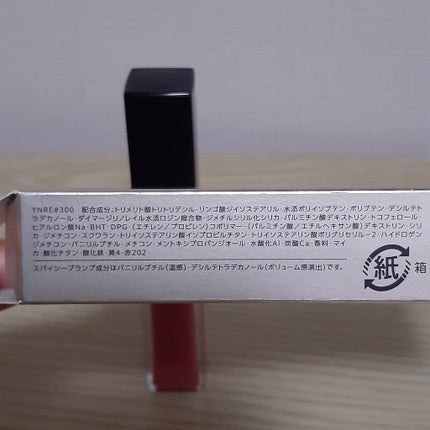 YNRE#300 配合成分:トリメリト酸トリトリデシル・リンゴ酸ジイソステアリル・水添ポリイソブテン・ポリブテン・デシルテト
ラデカノール・ダイマージリノレイル水添ロジン縮合物・ジメチルシリル化シリカ・パルミチン酸デキストリン・トコフェロール・
ヒアルロン酸Na・BHT・DPG・(エチレン/プロピレン)コポリマー・(パルミチン酸/エチルヘキサン酸)デキストリン・シリ
カ・ジメチコン・スクワラン・トリイソステアリン酸イソプロピルチタン・トリイソステアリン酸ポリグリセリル-2・ハイドロゲン
ジメチコン・バニリルブチル・メチコン・メントキシプロパンジオール・水酸化Al・炭酸Ca・香料・マイ
カ・酸化チタン・酸化鉄・黄4・赤202
スパイシープランプ成分はバニリルブチル(温感) デシルテトラデカノール(ボリューム感演出)です。
紙 箱